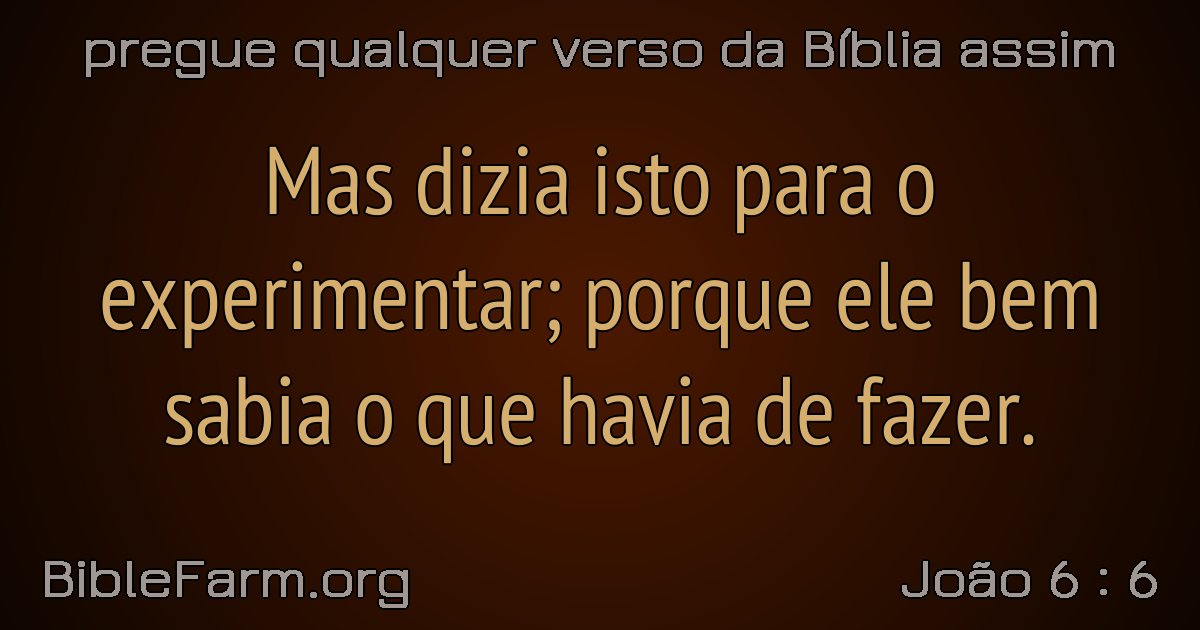 pregue qualquer verso da Bíblia assim
Mas dizia isto para o
experimentar; porque ele bem
sabia o que havia de fazer.
BibleFarm.org
João 6 : 6